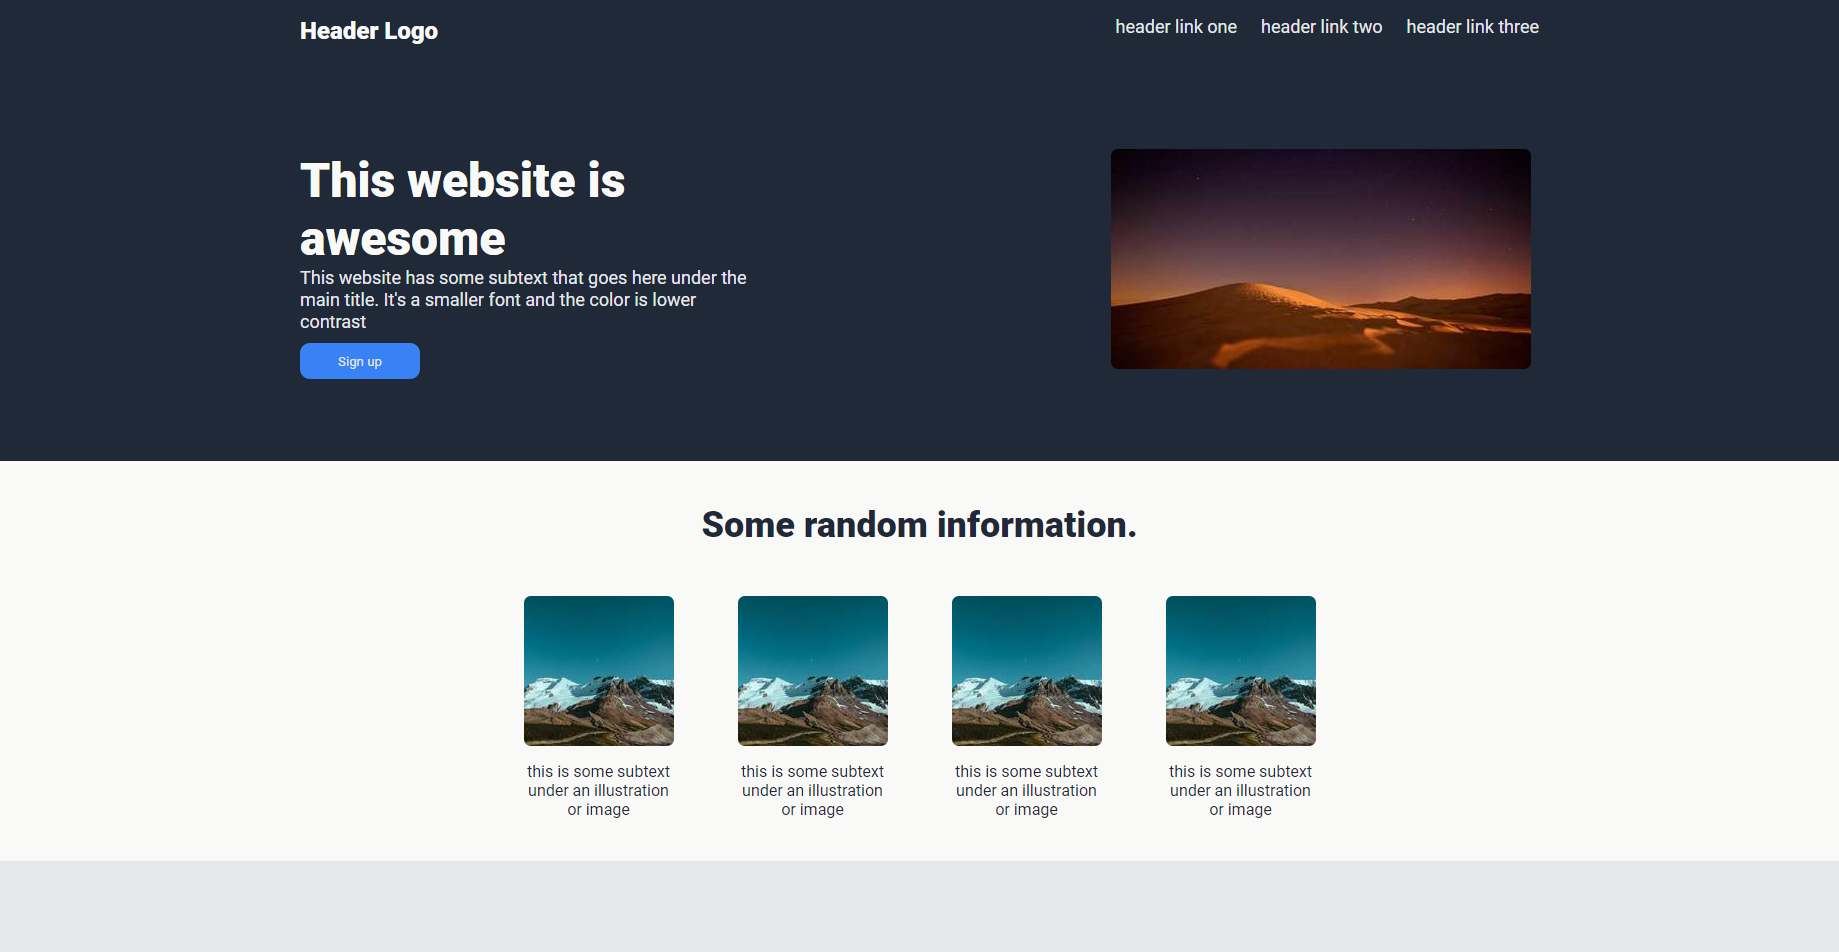 Header Logo
header link one
header link two
header link three
This website is
awesome
This website has some subtext that goes here under the
main title. It's a smaller font and the color is lower
contrast
Sign up
Some random information.
this is some subtext
under an illustration
or image
this is some subtext
under an illustration
or image
this is some subtext
under an illustration
or image
this is some subtext
under an illustration
or image